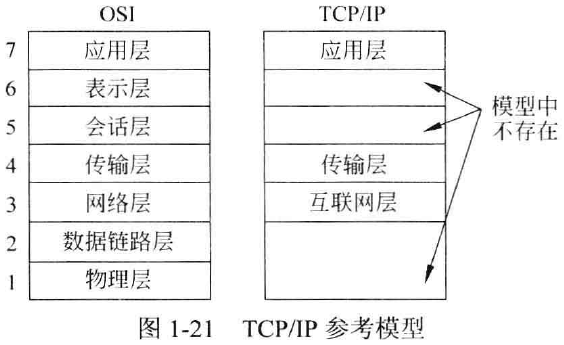 OSI TCP/IP
7 应用层 应用层
6 表示层
5 会话层
模型中
不存在
4 传输层 传输层
3 网络层 互联网层
2 数据链路层
1 物理层
图 1-21 TCP/IP 参考模型